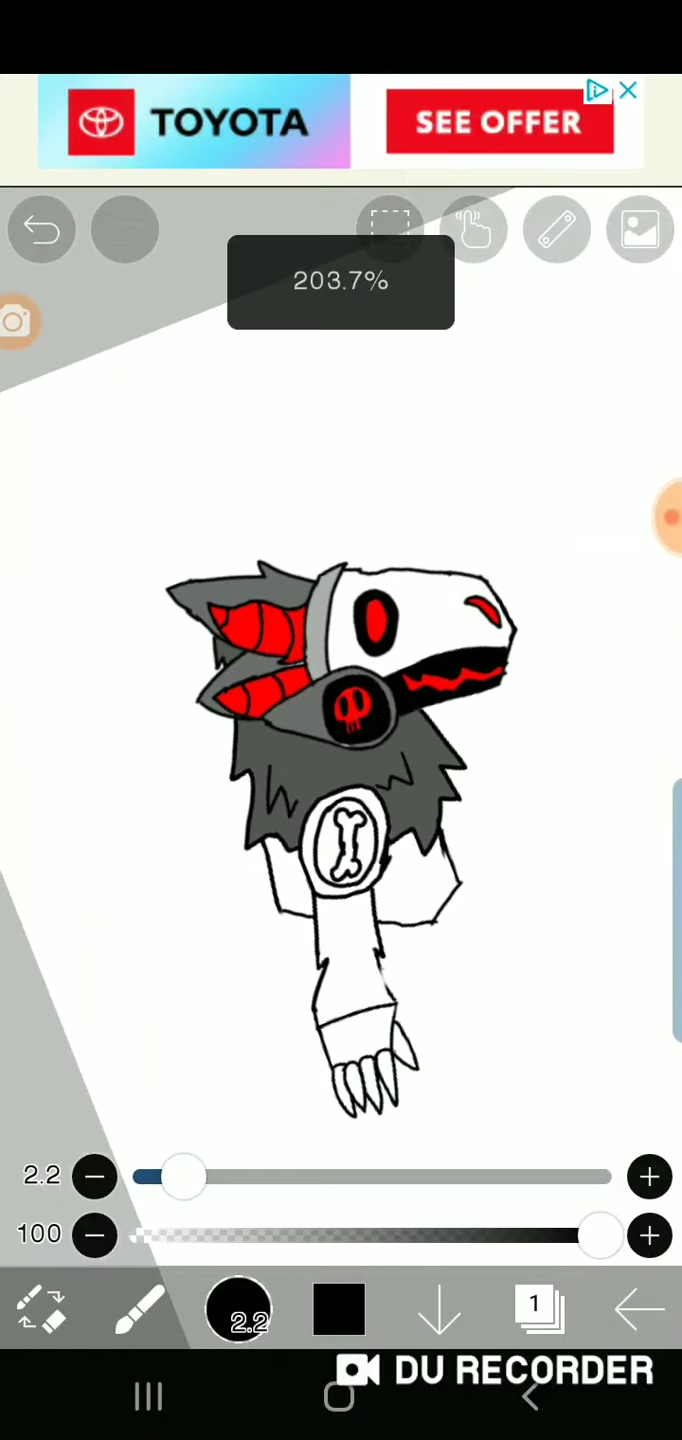 TOYOTA
SEE OFFER
203.7%
2.2
100
2.2
1
DU RECORDER